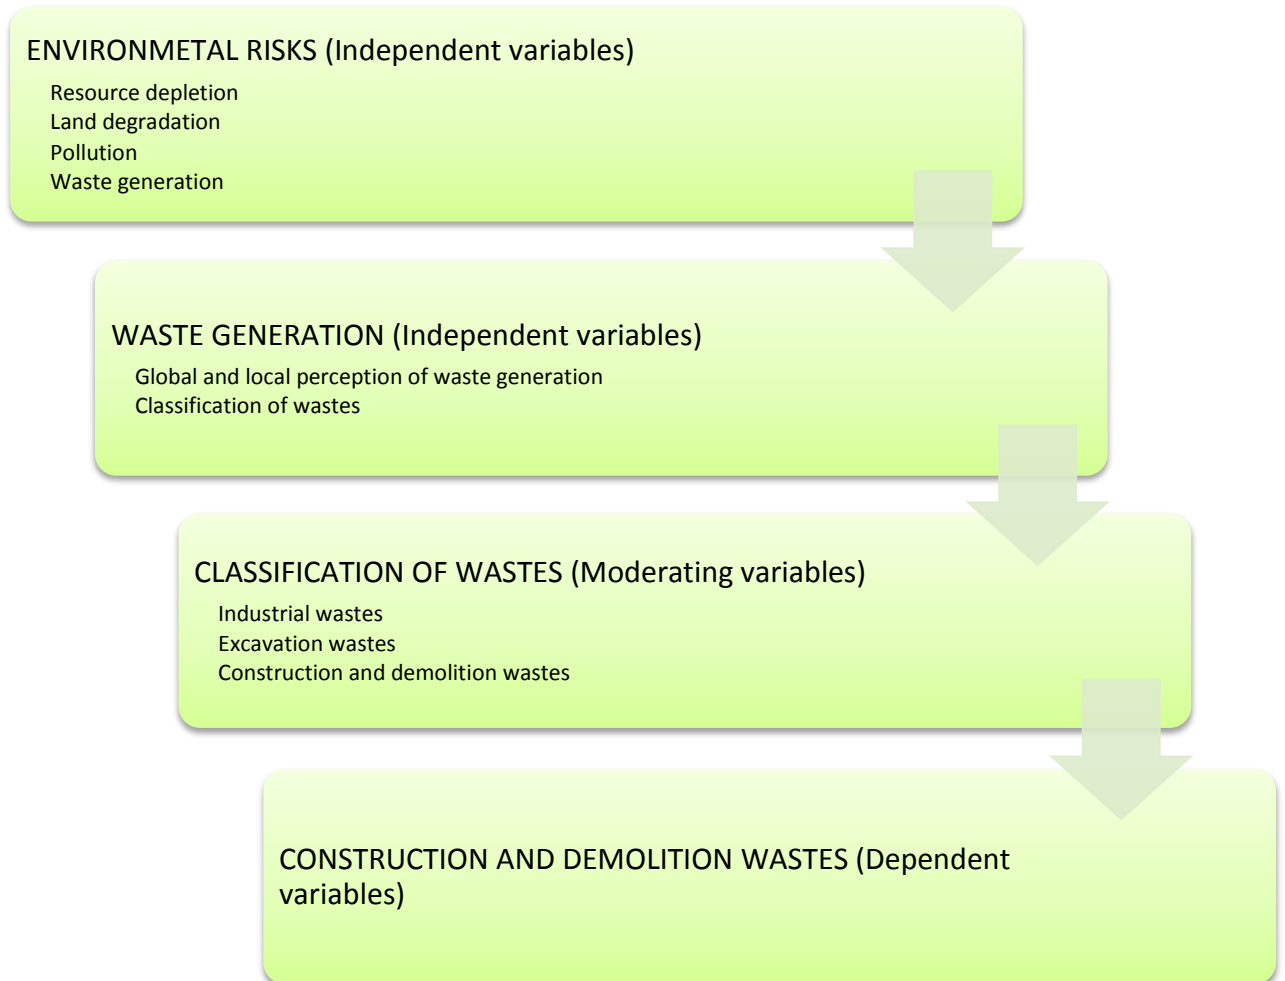 ENVIRONMETAL RISKS (Independent variables)
Resource depletion
Land degradation
Pollution
Waste generation
WASTE GENERATION (Independent variables)
Global and local perception of waste generation
Classification of wastes
CLASSIFICATION OF WASTES (Moderating variables)
Industrial wastes
Excavation wastes
Construction and demolition wastes
CONSTRUCTION AND DEMOLITION WASTES (Dependent
variables)